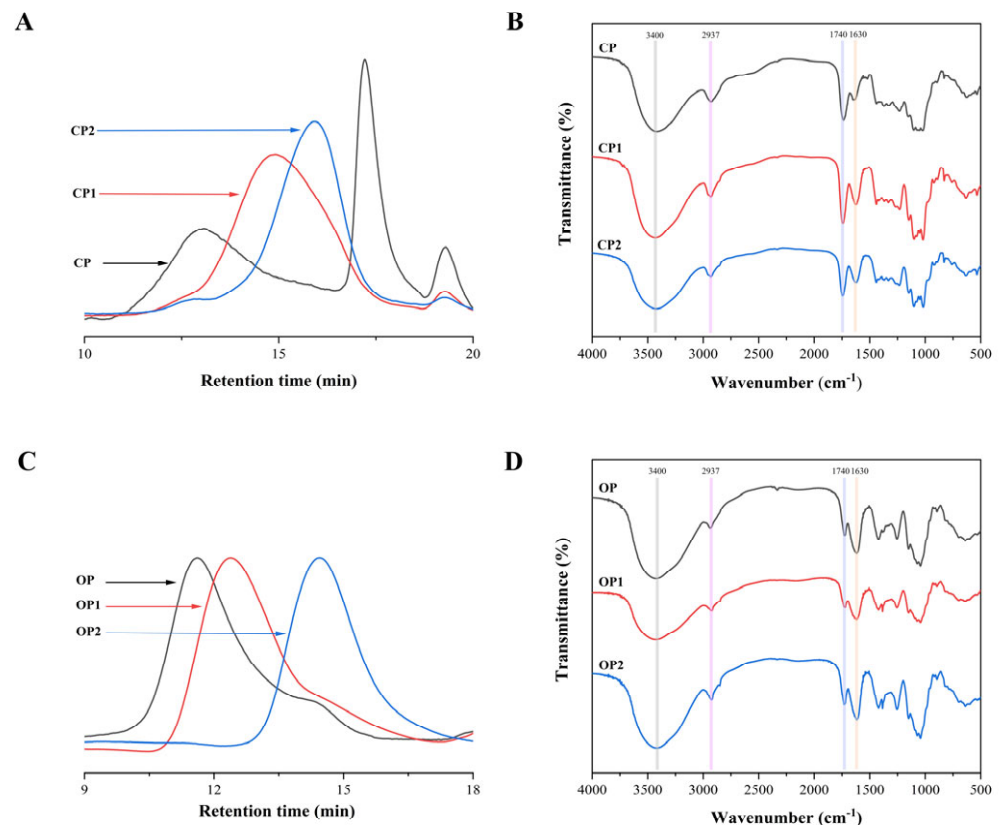 A
CP2
CP1
CP
10
15
20
Retention time (min)
B
3400
2937
1740 1630
CP
CP1
CP2
Transmittance (%)
4000 3500 3000 2500 2000 1500 1000 500
Wavenumber (cm⁻¹)
C
OP
OP1
OP2
9 12 15 18
Retention time (min)
D
3400
2937
1740 1630
OP
OP1
OP2
Transmittance (%)
4000 3500 3000 2500 2000 1500 1000 500
Wavenumber (cm⁻¹)